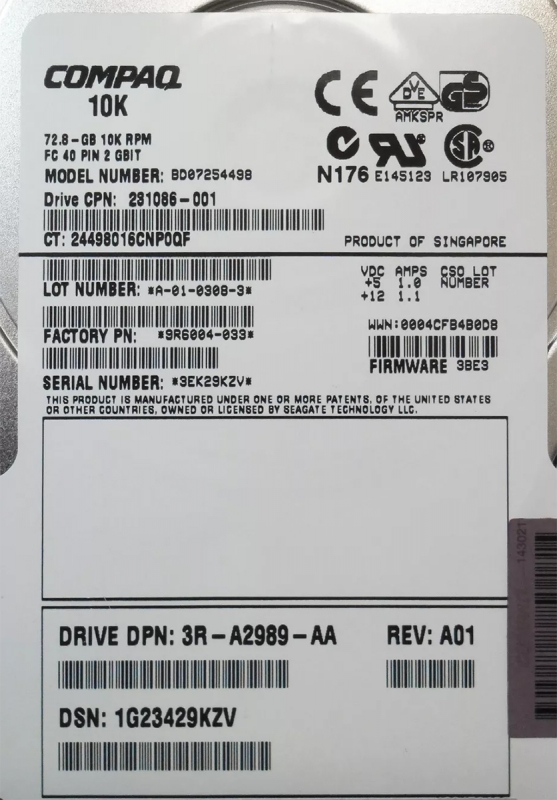 COMPAQ
10K
72.8-GB 10K RPM
FC 40 PIN 2 GBIT
MODEL NUMBER: BD07254498
Drive CPN: 231086-001
CT: 24498016CNP0QF
VDE
GS
AMKSPR
N176 E145123 LR107905
PRODUCT OF SINGAPORE
LOT NUMBER: *A-01-0308-3*
VDC AMPS CSO LOT
+5 1.0 NUMBER
+12 1.1
FACTORY PN: *9R6004-033*
WWN:0004CFB4B0D8
FIRMWARE 3BE3
SERIAL NUMBER: *3EK29KZV*
THIS PRODUCT IS MANUFACTURED UNDER ONE OR MORE PATENTS, OF THE UNITED STATES
OR OTHER COUNTRIES, OWNED OR LICENSED BY SEAGATE TECHNOLOGY LLC.
143021
DRIVE DPN: 3R-A2989-AA REV: A01
DSN: 1G23429KZV